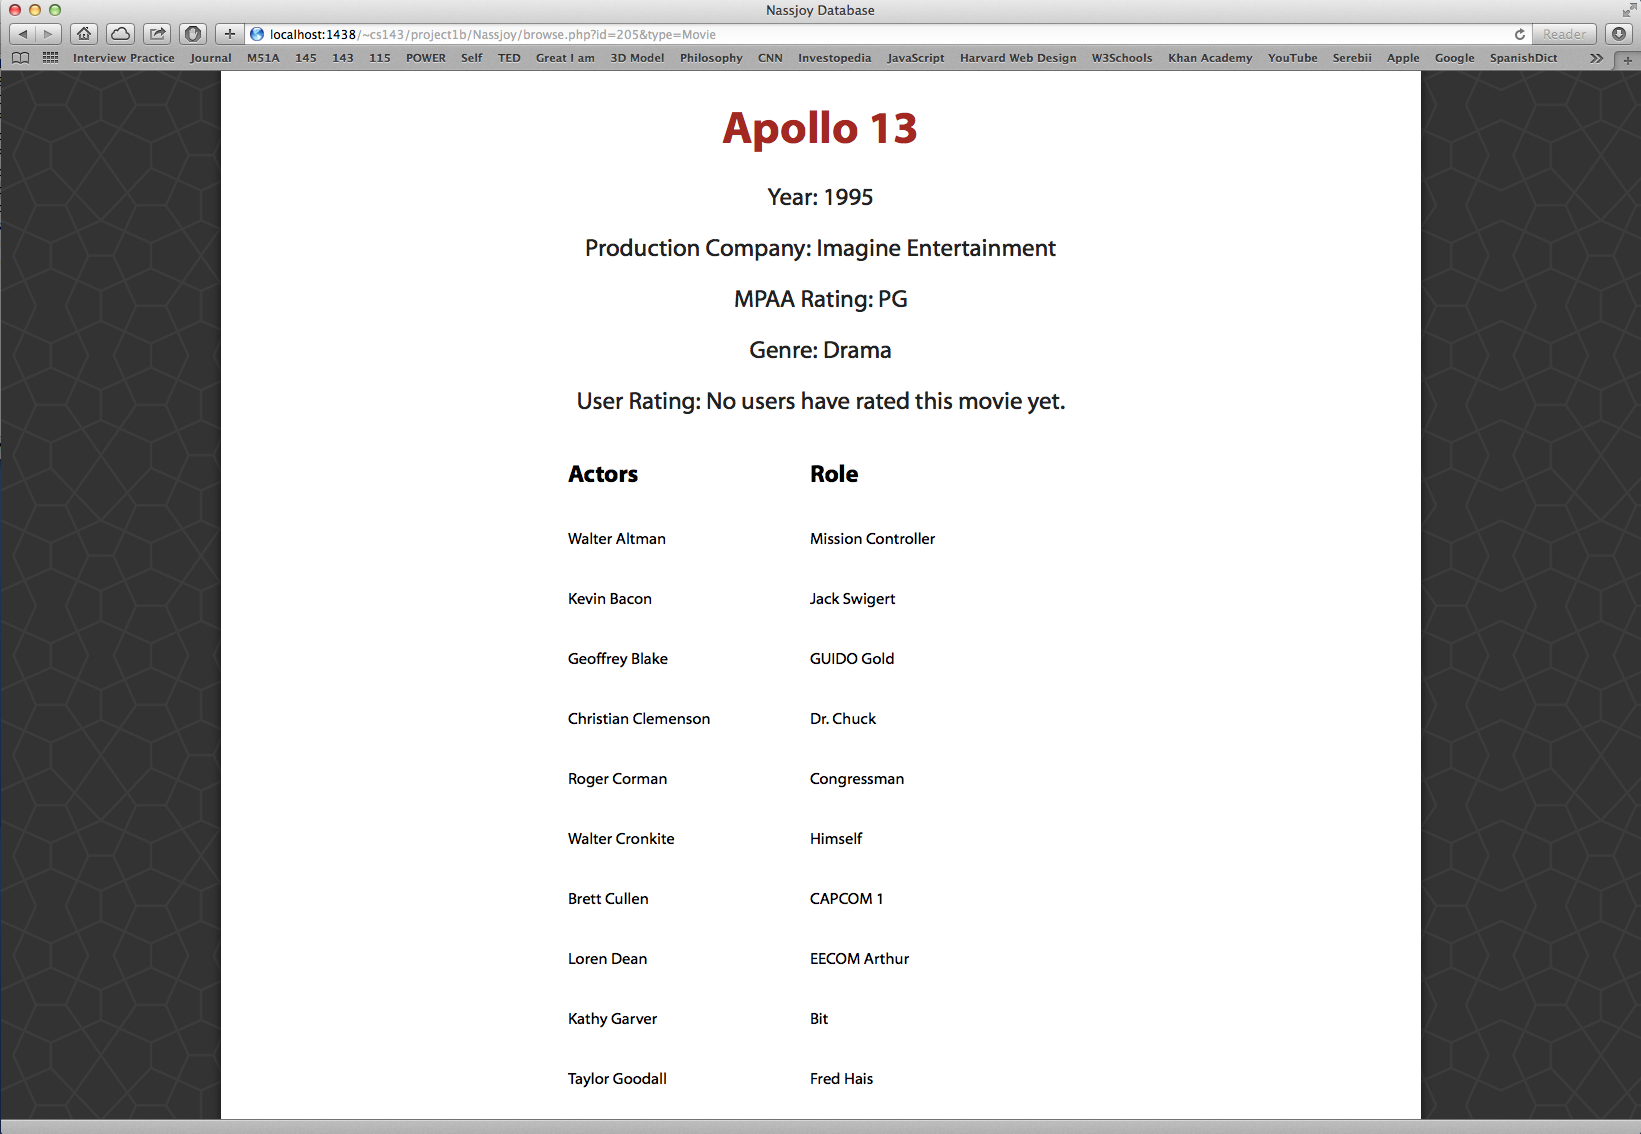 Nassjoy Database
localhost:1438/~cs143/project1b/Nassjoy/browse.php?id=205&type=Movie
Reader
Interview Practice Journal M51A 145 143 115 POWER Self TED Great I am 3D Model Philosophy CNN Investopedia JavaScript Harvard Web Design W3Schools Khan Academy YouTube Serebii Apple Google SpanishDict
Apollo 13
Year: 1995
Production Company: Imagine Entertainment
MPAA Rating: PG
Genre: Drama
User Rating: No users have rated this movie yet.
Actors Role
Walter Altman Mission Controller
Kevin Bacon Jack Swigert
Geoffrey Blake GUIDO Gold
Christian Clemenson Dr. Chuck
Roger Corman Congressman
Walter Cronkite Himself
Brett Cullen CAPCOM 1
Loren Dean EECOM Arthur
Kathy Garver Bit
Taylor Goodall Fred Hais